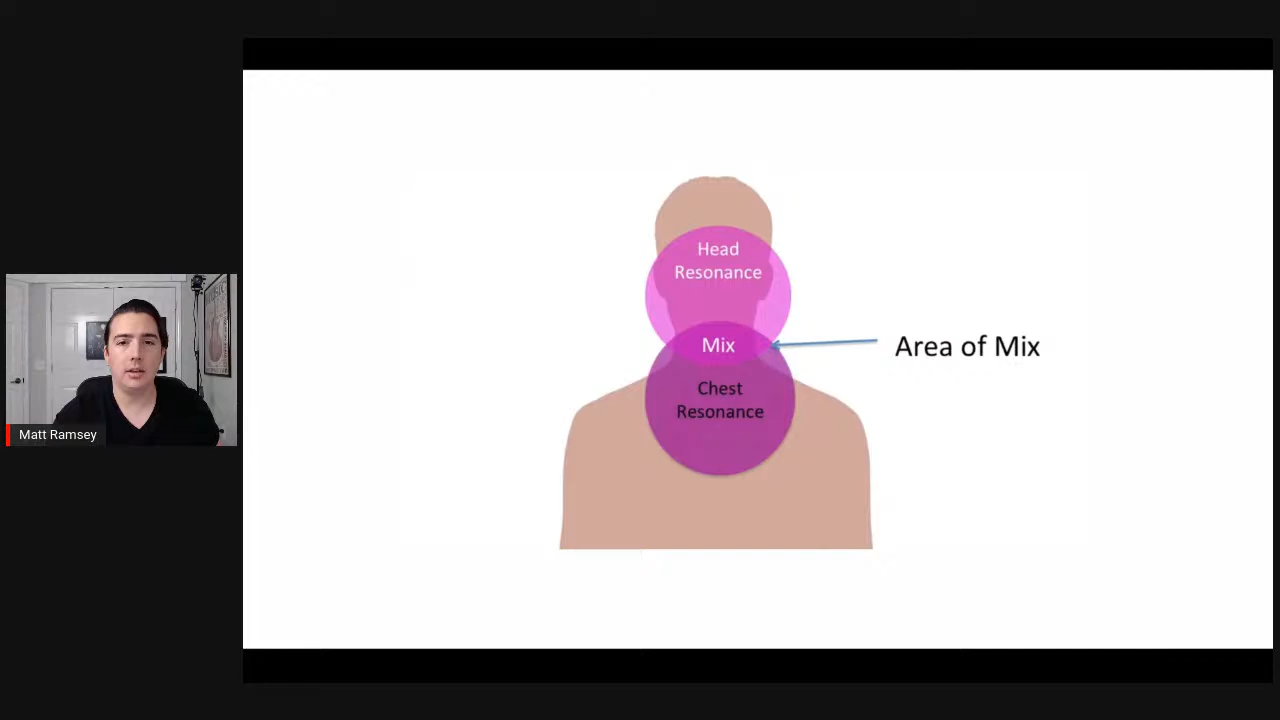 Head
Resonance
Mix
Area of Mix
Chest
Resonance
Matt Ramsey